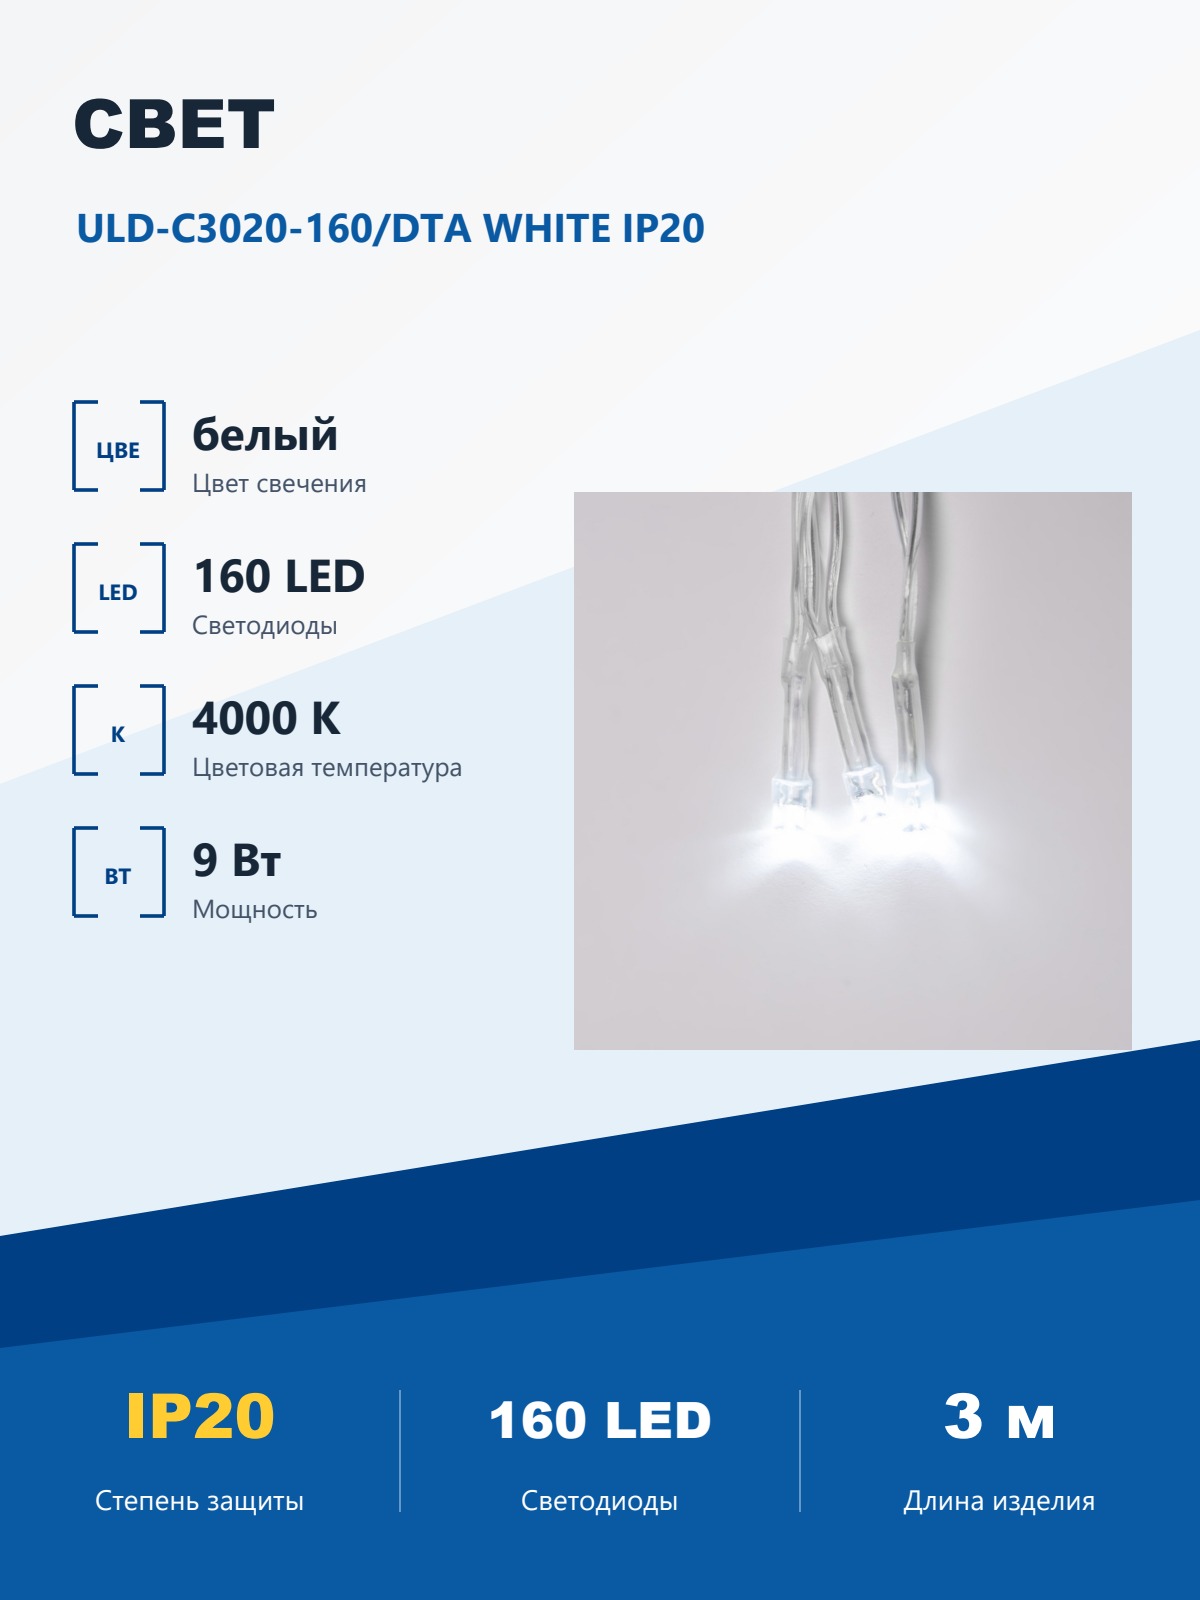 СВЕТ
ULD-C3020-160/DTA WHITE IP20
ЦВЕ
белый
Цвет свечения
LED
160 LED
Светодиоды
К
4000 К
Цветовая температура
ВТ
9 Вт
Мощность
IP20
Степень защиты
160 LED
Светодиоды
3 м
Длина изделия